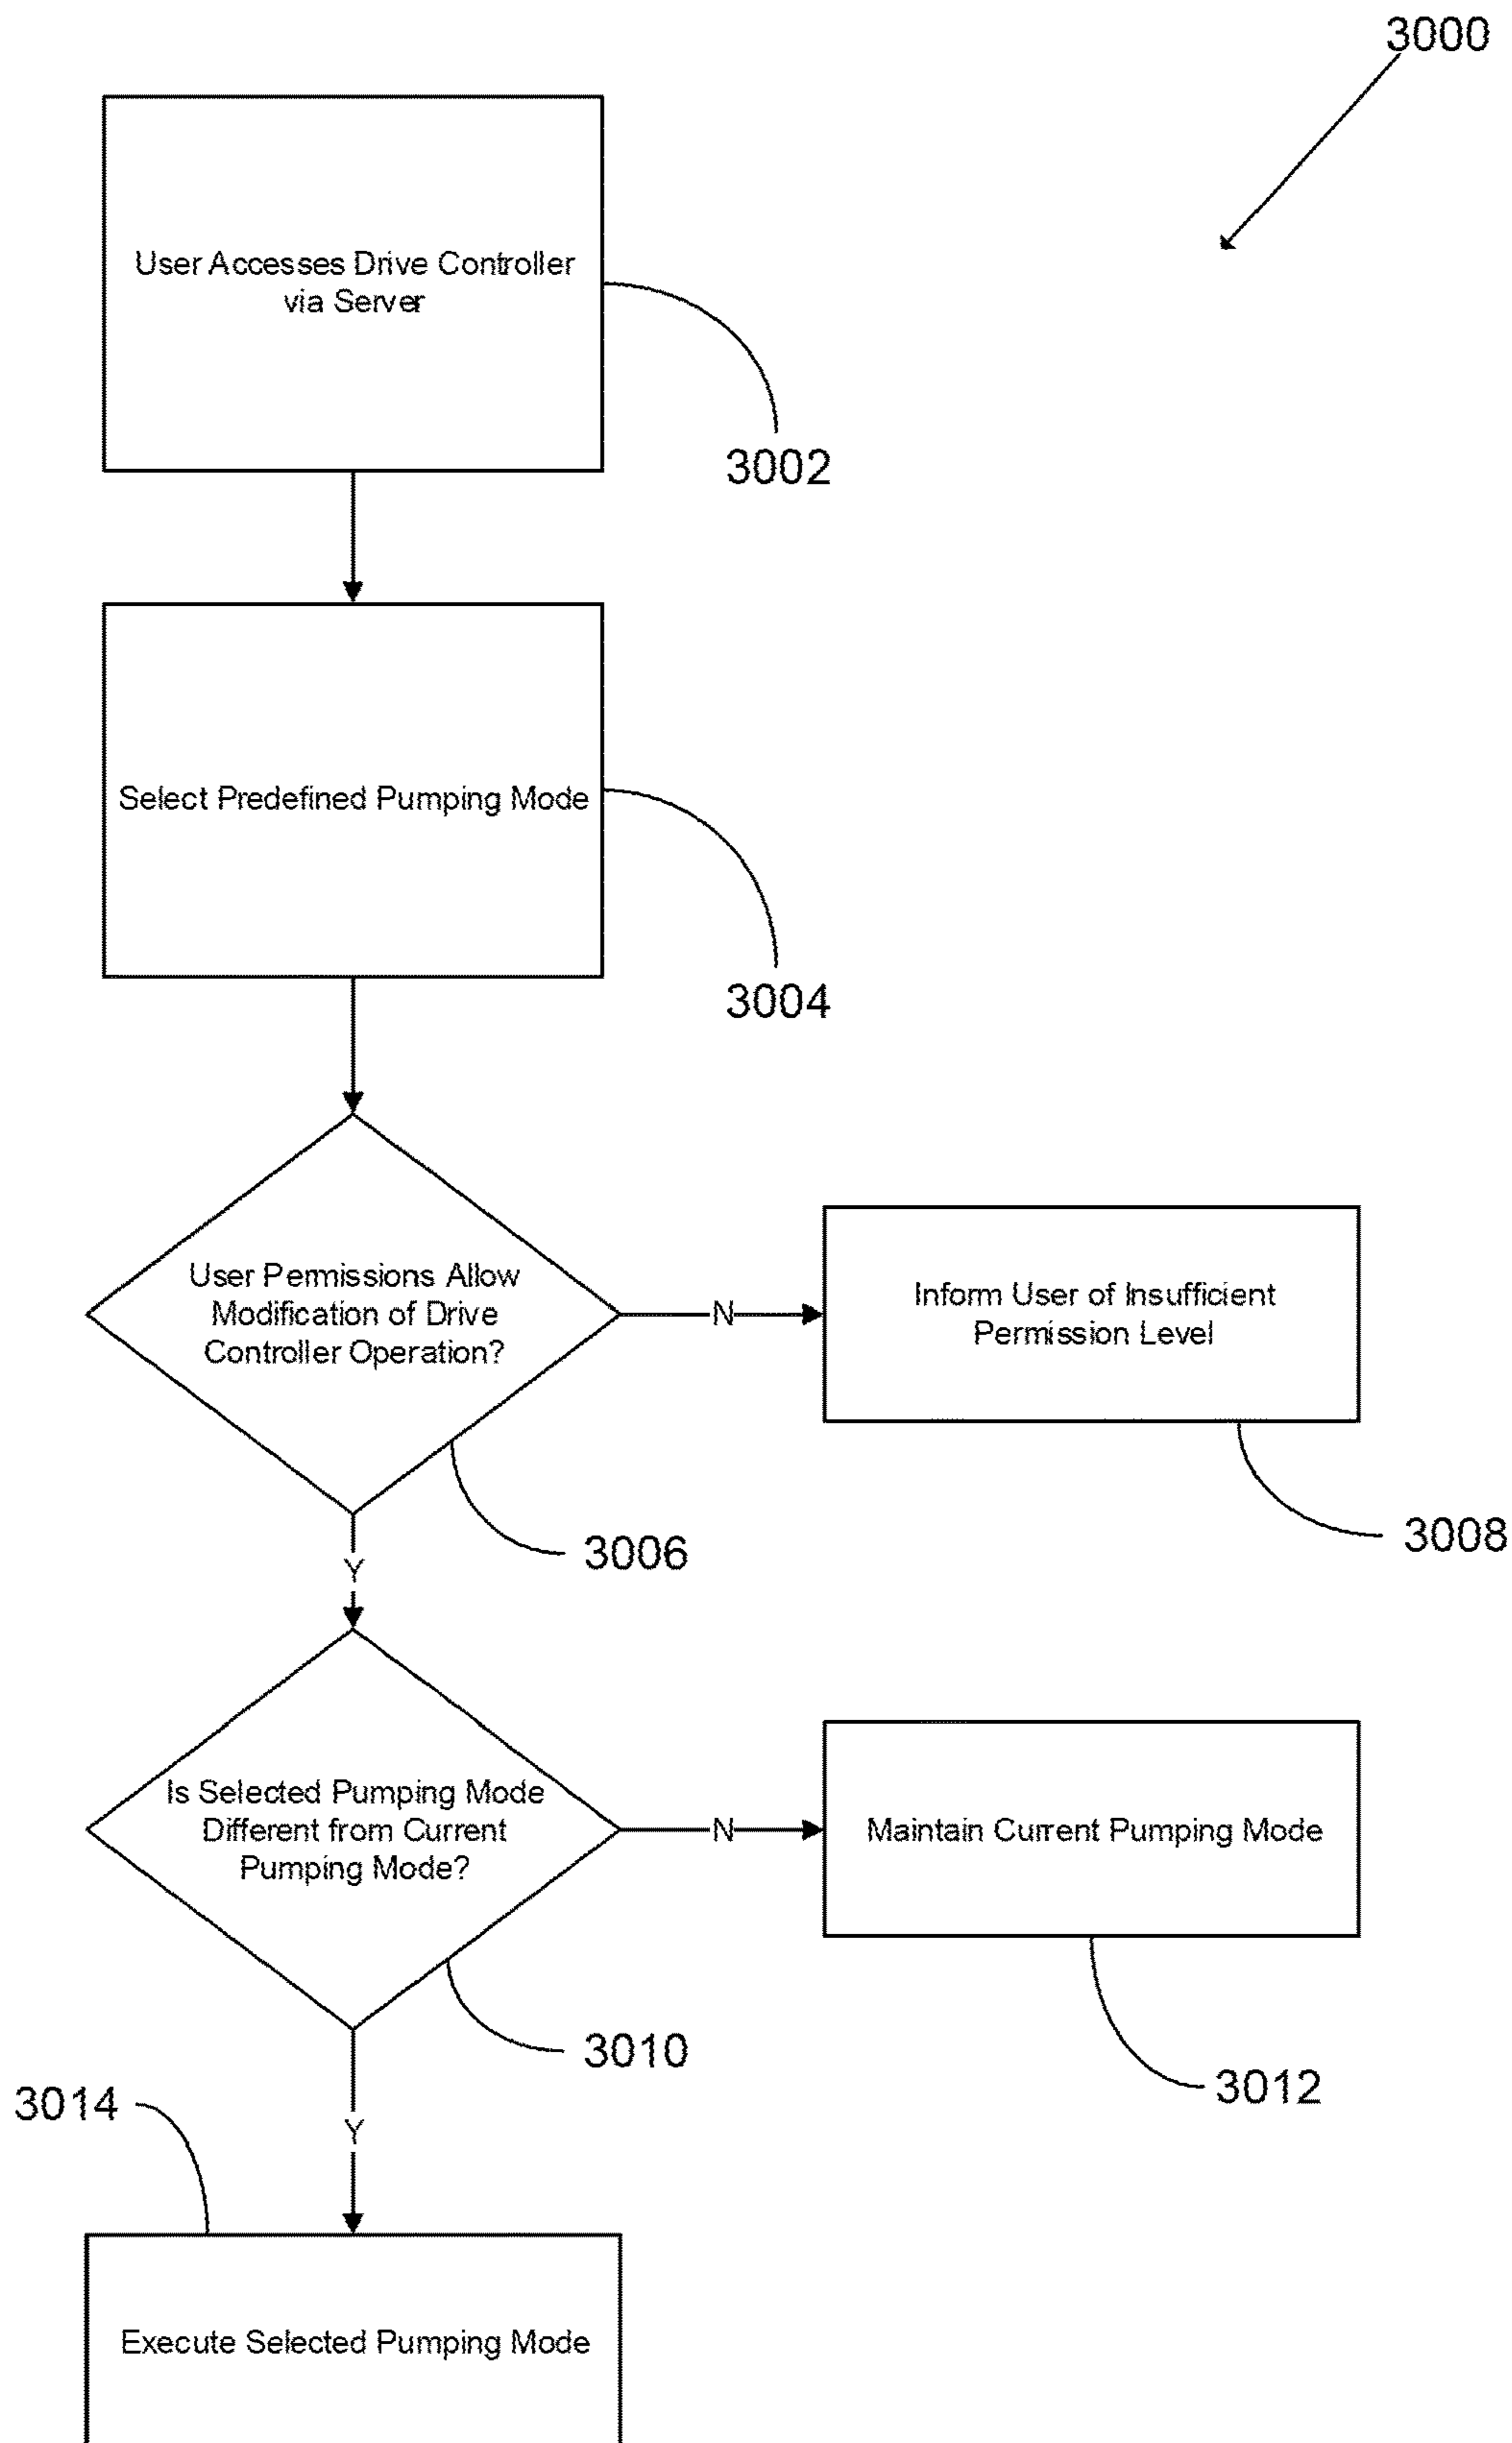 3000
User Accesses Drive Controller
via Server
3002
Select Predefined Pumping Mode
3004
User Permissions Allow
Modification of Drive
Controller Operation?
N
Inform User of Insufficient
Permission Level
3006
3008
Y
Is Selected Pumping Mode
Different from Current
Pumping Mode?
N
Maintain Current Pumping Mode
3010
3012
3014
Y
Execute Selected Pumping Mode